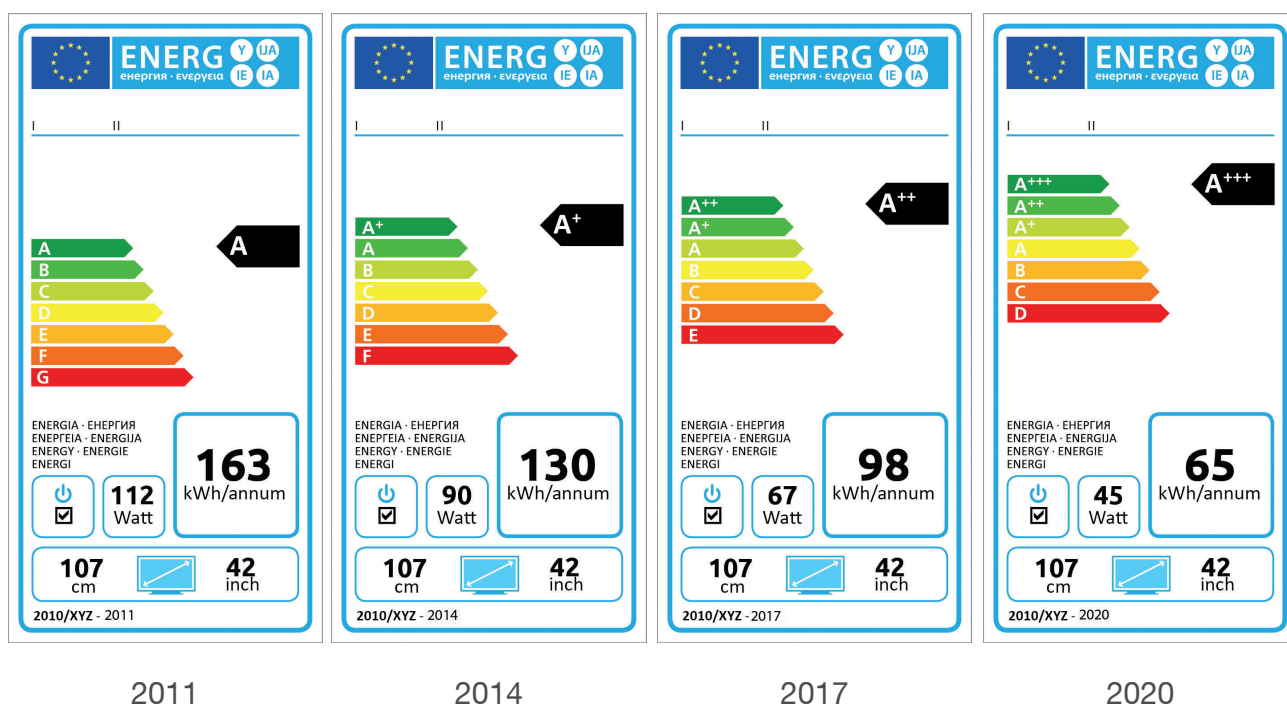 ENERG Y IJA
енергия · ενεργεια IE IA
I II
A
A
B
C
D
E
F
G
ENERGIA · ЕНЕРГИЯ
ΕΝΕΡΓΕΙΑ · ENERGIJA
ENERGY · ENERGIE
ENERGI
163
kWh/annum
112
Watt
107
cm
42
inch
2010/XYZ - 2011
2011
ENERG Y IJA
енергия · ενεργεια IE IA
I II
A+
A+
A
B
C
D
E
F
ENERGIA · ЕНЕРГИЯ
ΕΝΕΡΓΕΙΑ · ENERGIJA
ENERGY · ENERGIE
ENERGI
130
kWh/annum
90
Watt
107
cm
42
inch
2010/XYZ - 2014
2014
ENERG Y IJA
енергия · ενεργεια IE IA
I II
A++
A++
A+
A
B
C
D
E
ENERGIA · ЕНЕРГИЯ
ΕΝΕΡΓΕΙΑ · ENERGIJA
ENERGY · ENERGIE
ENERGI
98
kWh/annum
67
Watt
107
cm
42
inch
2010/XYZ - 2017
2017
ENERG Y IJA
енергия · ενεργεια IE IA
I II
A+++
A+++
A++
A+
A
B
C
D
ENERGIA · ЕНЕРГИЯ
ΕΝΕΡΓΕΙΑ · ENERGIJA
ENERGY · ENERGIE
ENERGI
65
kWh/annum
45
Watt
107
cm
42
inch
2010/XYZ - 2020
2020